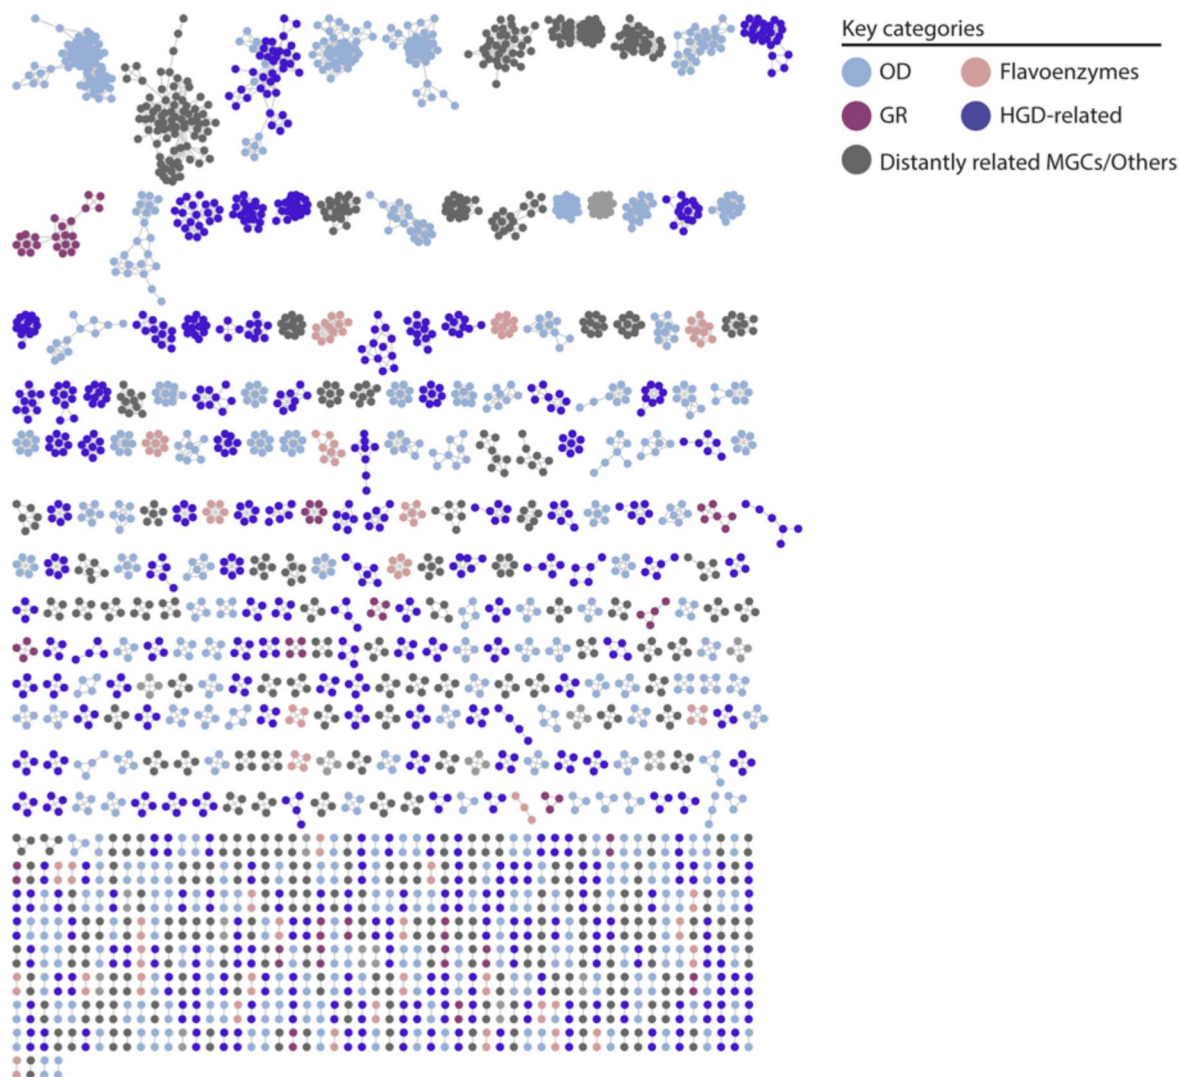 Key categories
OD
Flavoenzymes
GR
HGD-related
Distantly related MGCs/Others